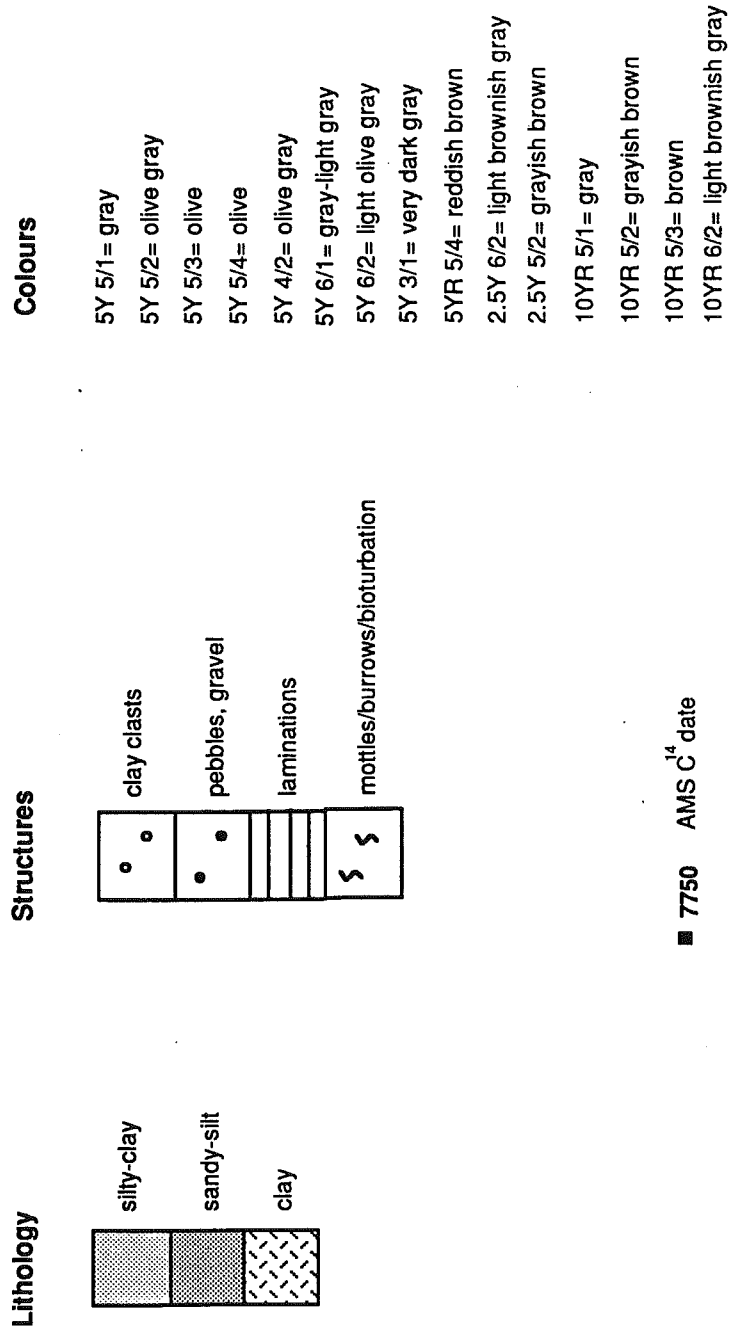 Lithology
silty-clay
sandy-silt
clay
Structures
clay clasts
pebbles, gravel
laminations
mottles/burrows/bioturbation
■ 7750 AMS C¹⁴ date
Colours
5Y 5/1= gray
5Y 5/2= olive gray
5Y 5/3= olive
5Y 5/4= olive
5Y 4/2= olive gray
5Y 6/1= gray-light gray
5Y 6/2= light olive gray
5Y 3/1= very dark gray
5YR 5/4= reddish brown
2.5Y 6/2= light brownish gray
2.5Y 5/2= grayish brown
10YR 5/1= gray
10YR 5/2= grayish brown
10YR 5/3= brown
10YR 6/2= light brownish gray